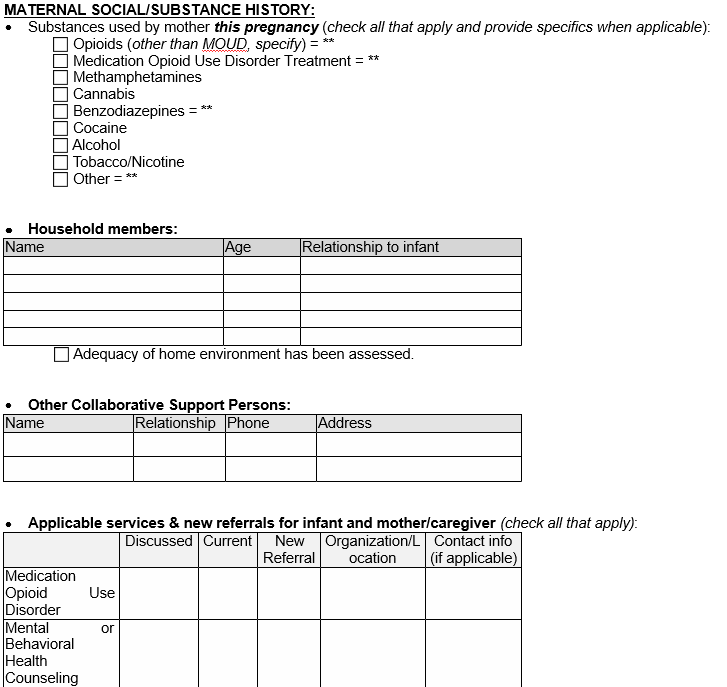 MATERNAL SOCIAL/SUBSTANCE HISTORY:
• Substances used by mother this pregnancy (check all that apply and provide specifics when applicable):
☐ Opioids (other than MOUD, specify) = **
☐ Medication Opioid Use Disorder Treatment = **
☐ Methamphetamines
☐ Cannabis
☐ Benzodiazepines = **
☐ Cocaine
☐ Alcohol
☐ Tobacco/Nicotine
☐ Other = **
• Household members:
Name Age Relationship to infant
☐ Adequacy of home environment has been assessed.
• Other Collaborative Support Persons:
Name Relationship Phone Address
• Applicable services & new referrals for infant and mother/caregiver (check all that apply):
Discussed Current New Organization/L Contact info
Referral ocation (if applicable)
Medication
Opioid Use
Disorder
Mental or
Behavioral
Health
Counseling